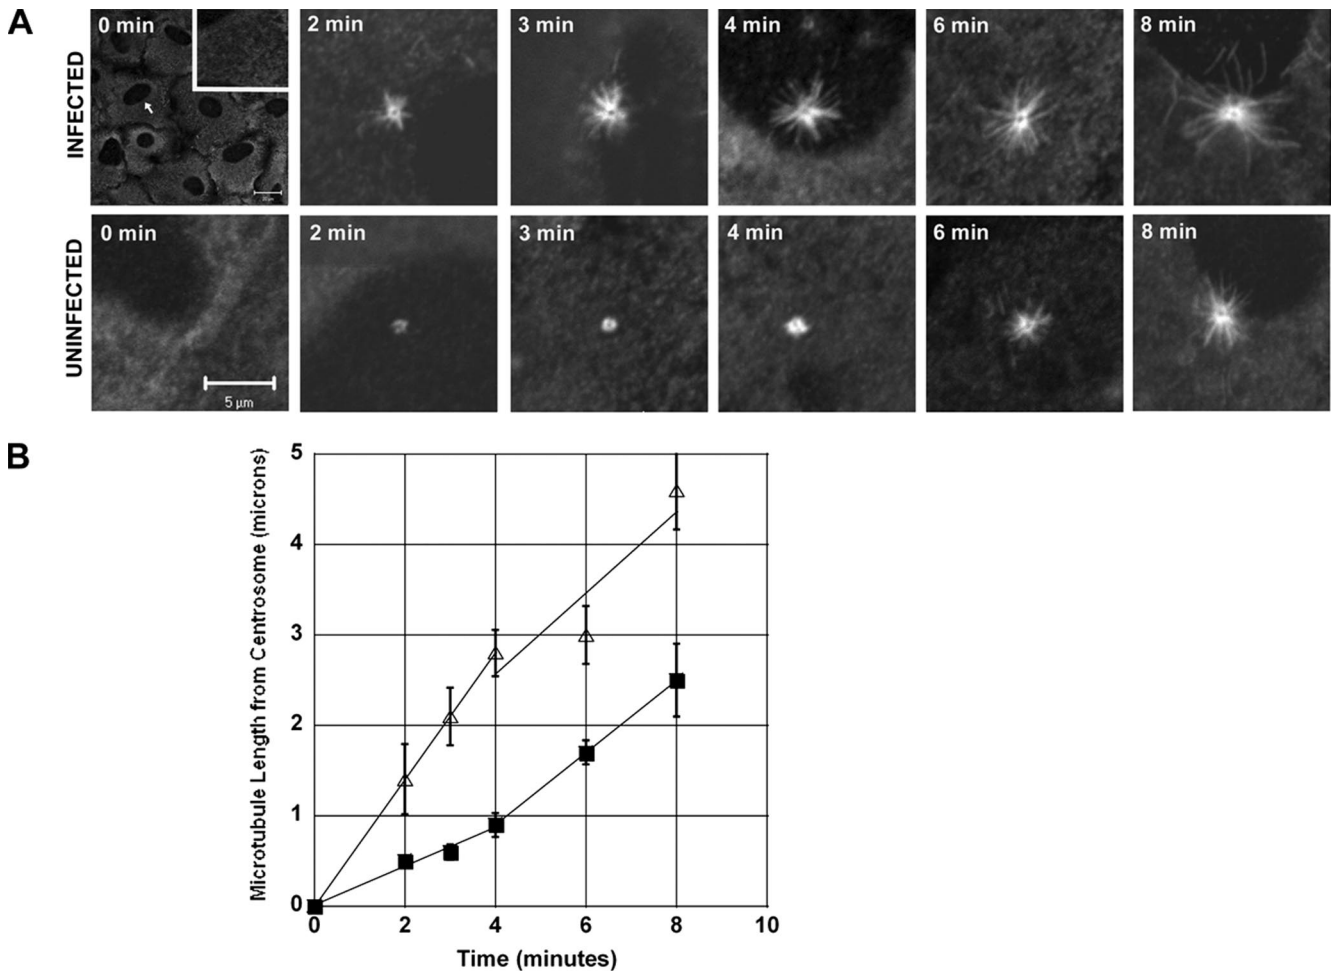 A
INFECTED
0 min
2 min
3 min
4 min
6 min
8 min
UNINFECTED
0 min
2 min
3 min
4 min
6 min
8 min
5 µm
B
Microtubule Length from Centrosome (microns)
5
4
3
2
1
0
0 2 4 6 8 10
Time (minutes)